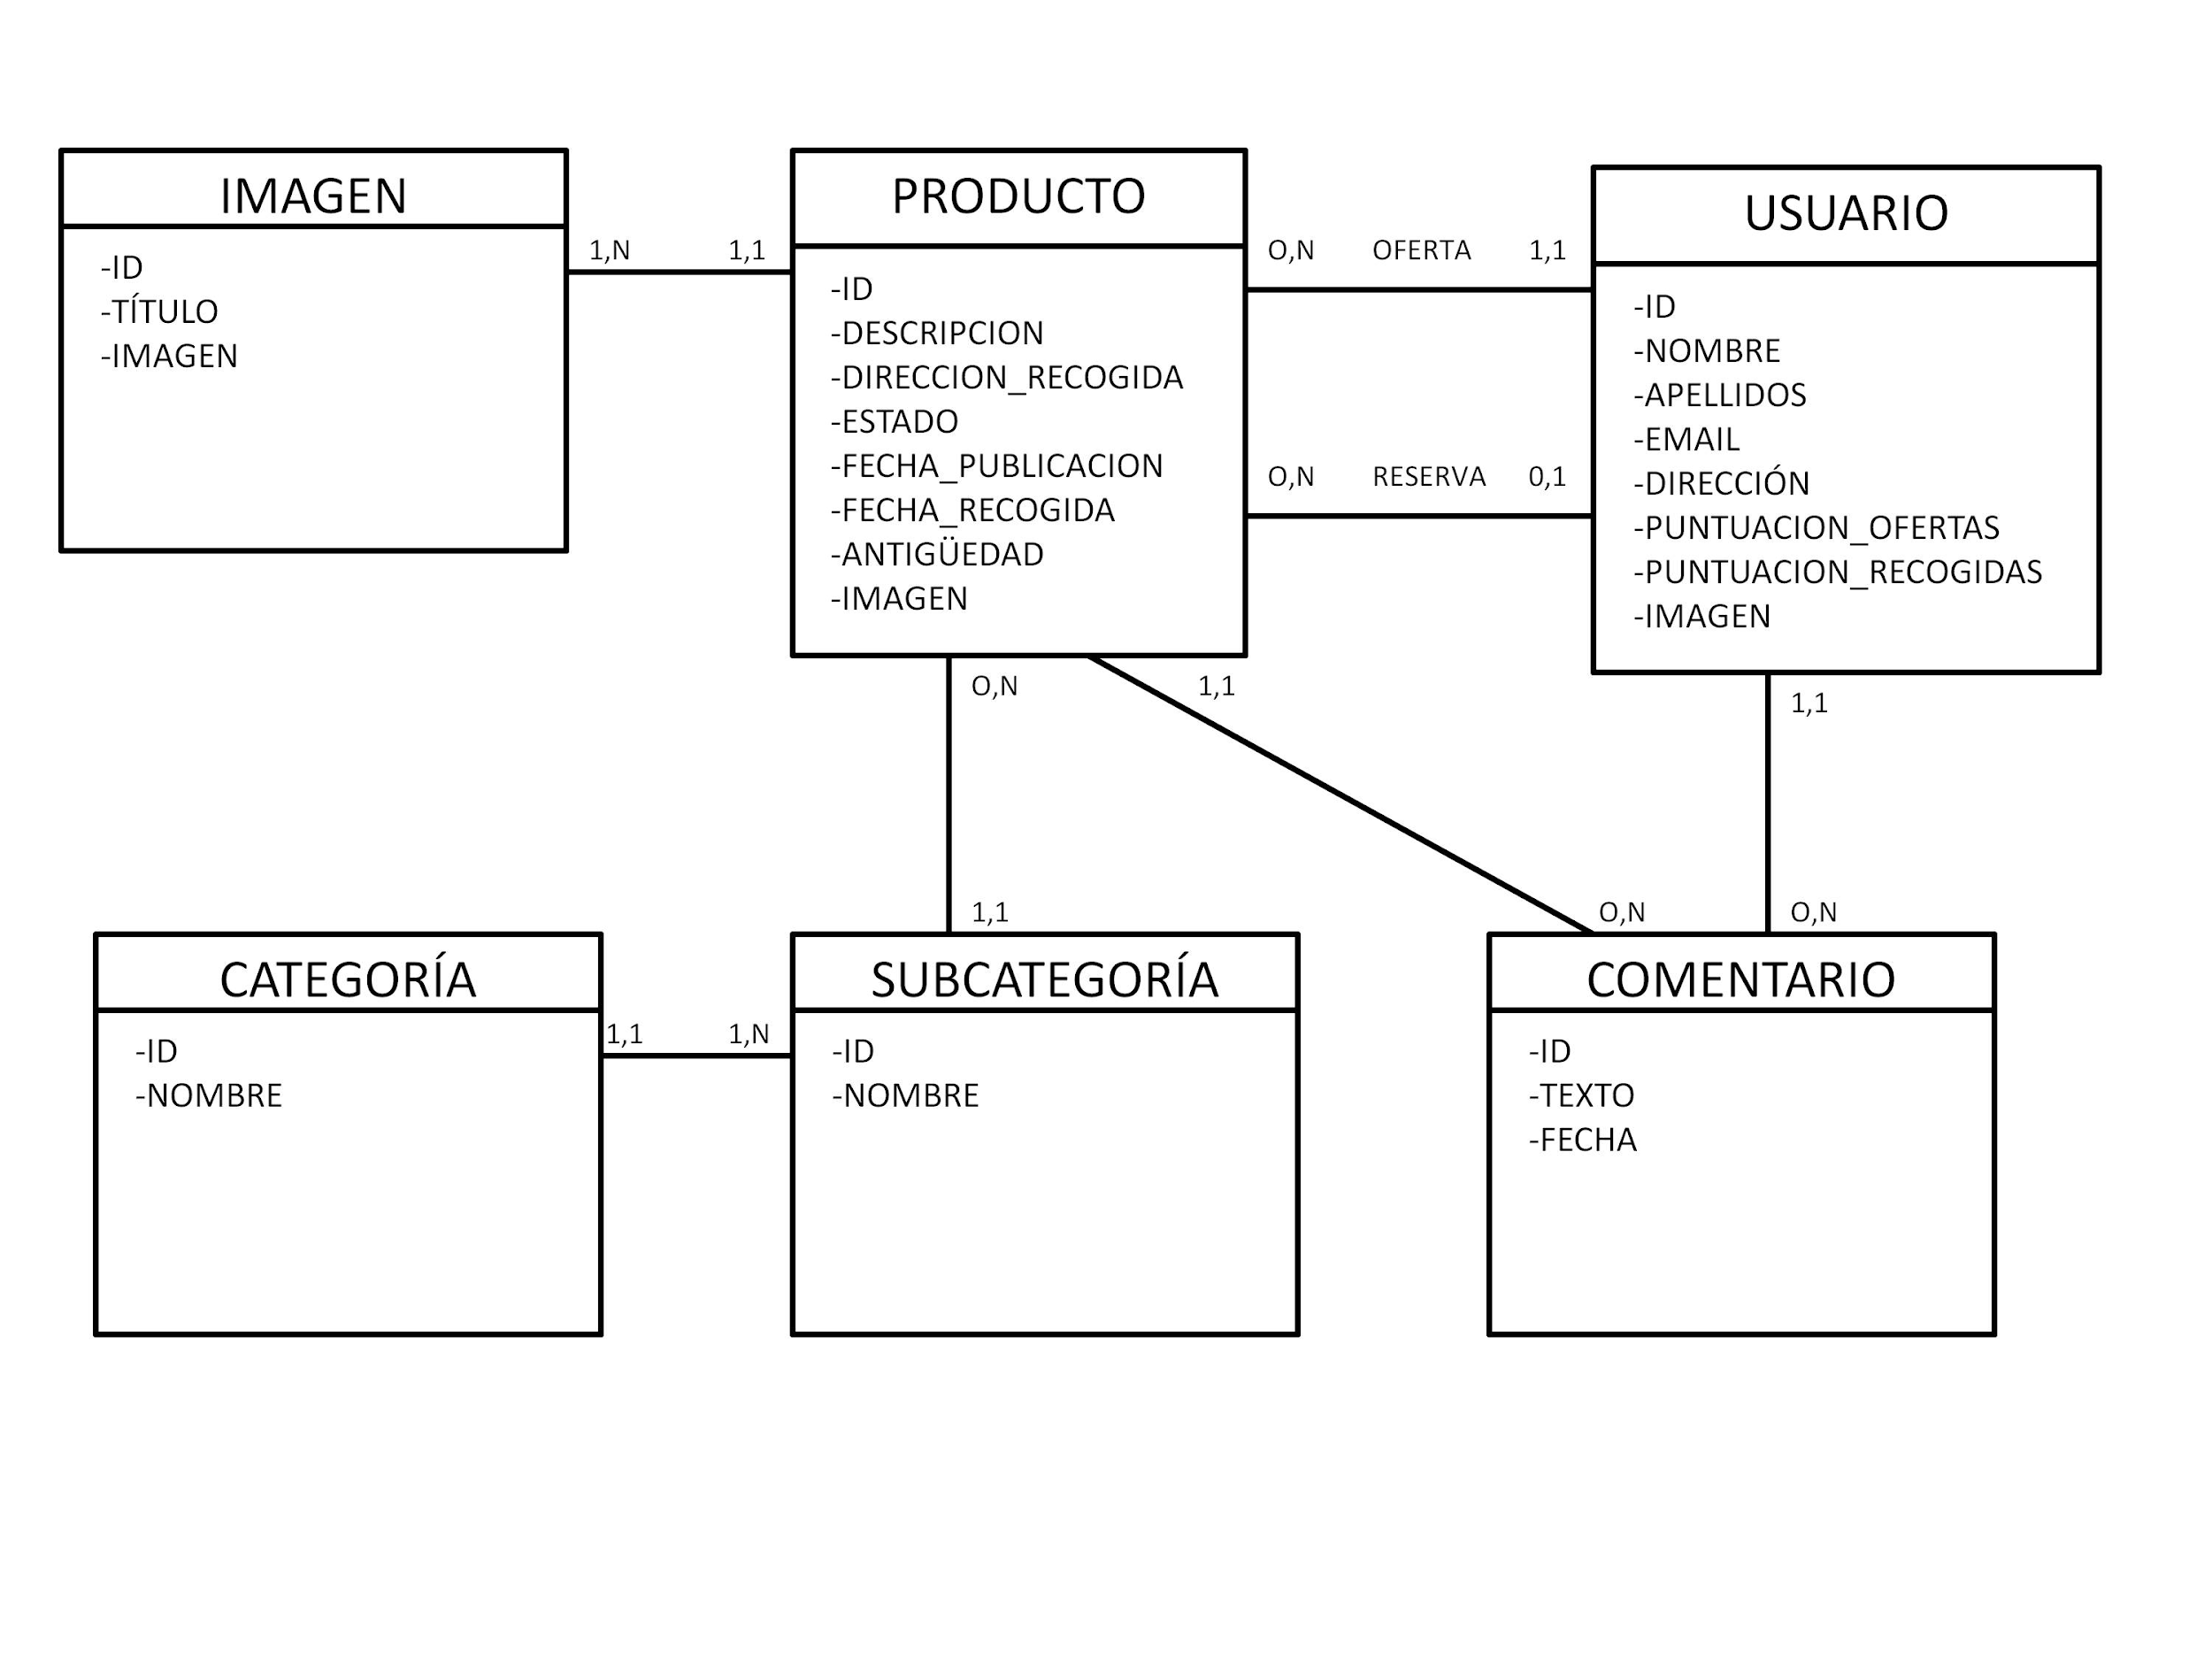 IMAGEN
-ID
-TÍTULO
-IMAGEN
1,N
1,1
PRODUCTO
-ID
-DESCRIPCION
-DIRECCION_RECOGIDA
-ESTADO
-FECHA_PUBLICACION
-FECHA_RECOGIDA
-ANTIGÜEDAD
-IMAGEN
O,N OFERTA 1,1
O,N RESERVA 0,1
USUARIO
-ID
-NOMBRE
-APELLIDOS
-EMAIL
-DIRECCIÓN
-PUNTUACION_OFERTAS
-PUNTUACION_RECOGIDAS
-IMAGEN
O,N
1,1
1,1
1,1
O,N
O,N
CATEGORÍA
-ID
-NOMBRE
1,1
1,N
SUBCATEGORÍA
-ID
-NOMBRE
COMENTARIO
-ID
-TEXTO
-FECHA